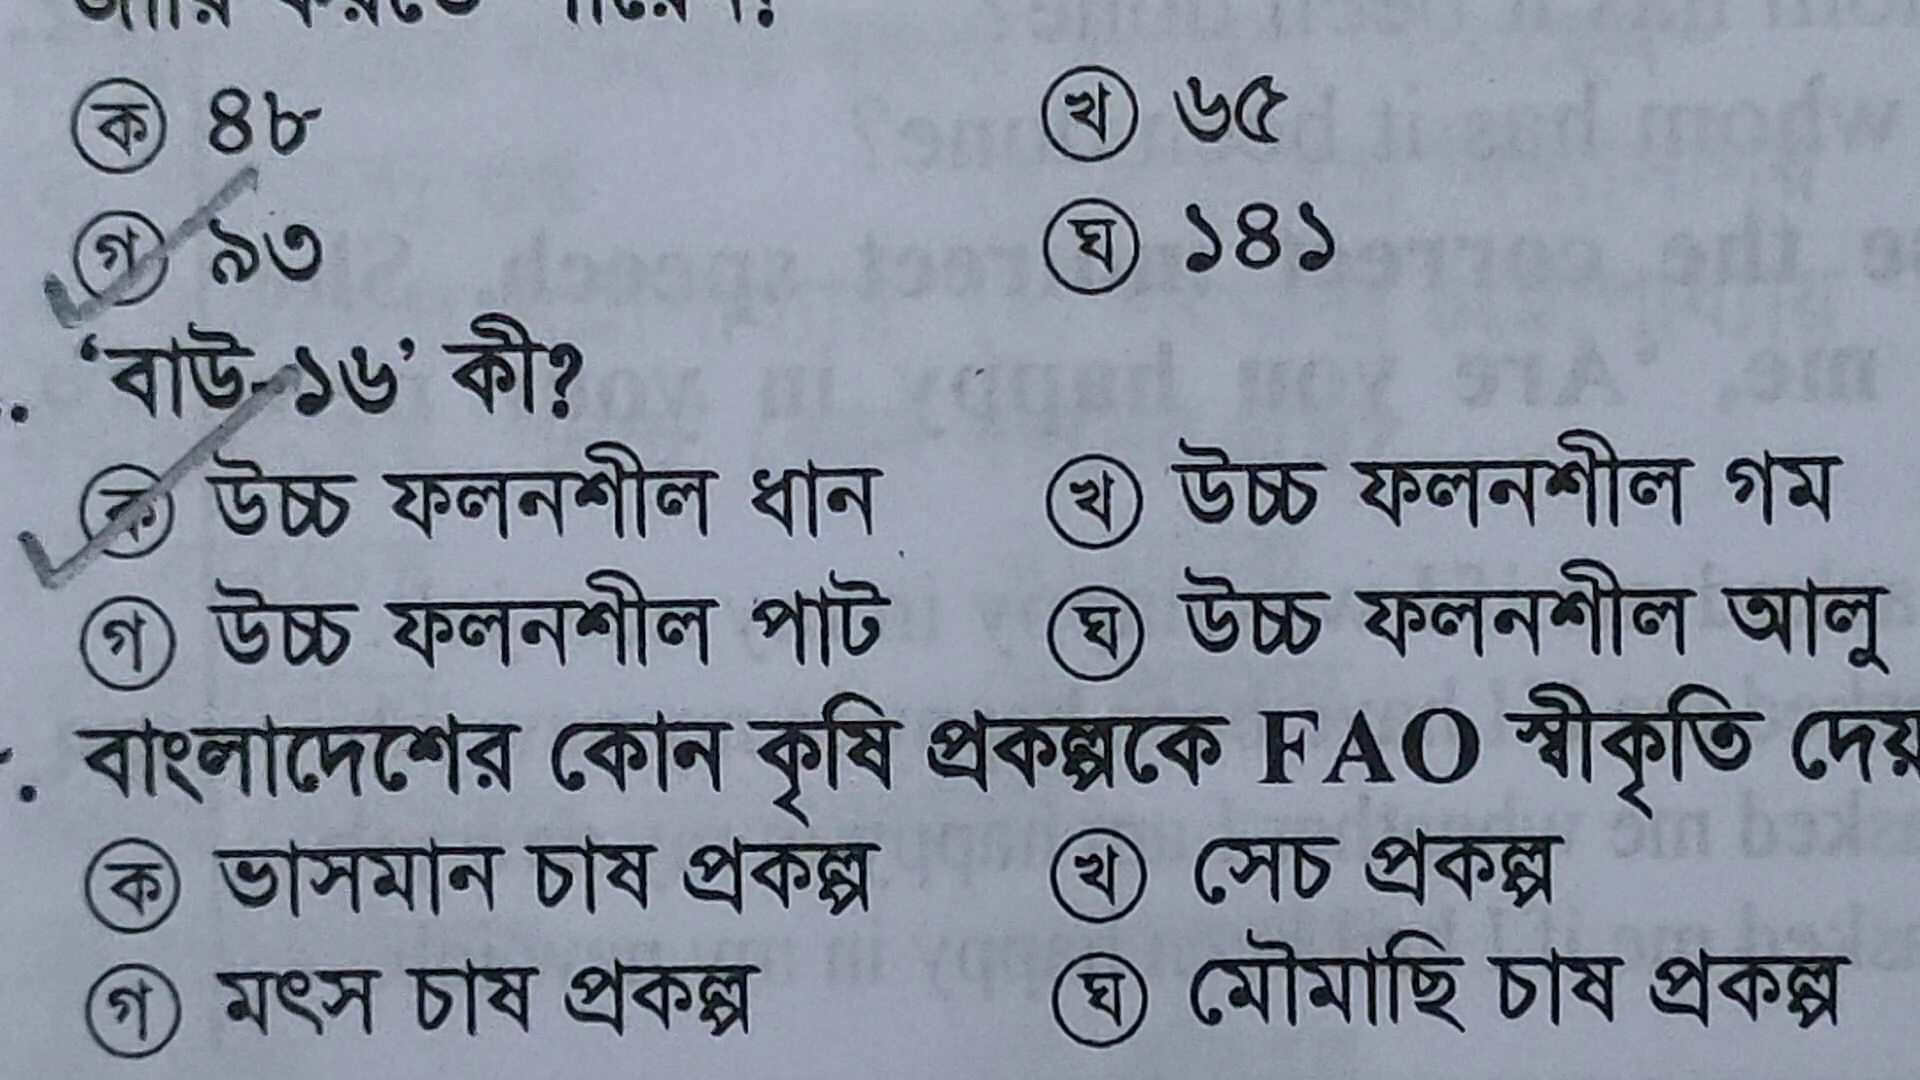 জারি করতে পারেন?
ক ৪৮ খ ৬৫
গ ৯৩ ঘ ১৪১
‘বাউ-১৬’ কী?
ক উচ্চ ফলনশীল ধান খ উচ্চ ফলনশীল গম
গ উচ্চ ফলনশীল পাট ঘ উচ্চ ফলনশীল আলু
বাংলাদেশের কোন কৃষি প্রকল্পকে FAO স্বীকৃতি দেয়
ক ভাসমান চাষ প্রকল্প খ সেচ প্রকল্প
গ মৎস চাষ প্রকল্প ঘ মৌমাছি চাষ প্রকল্প